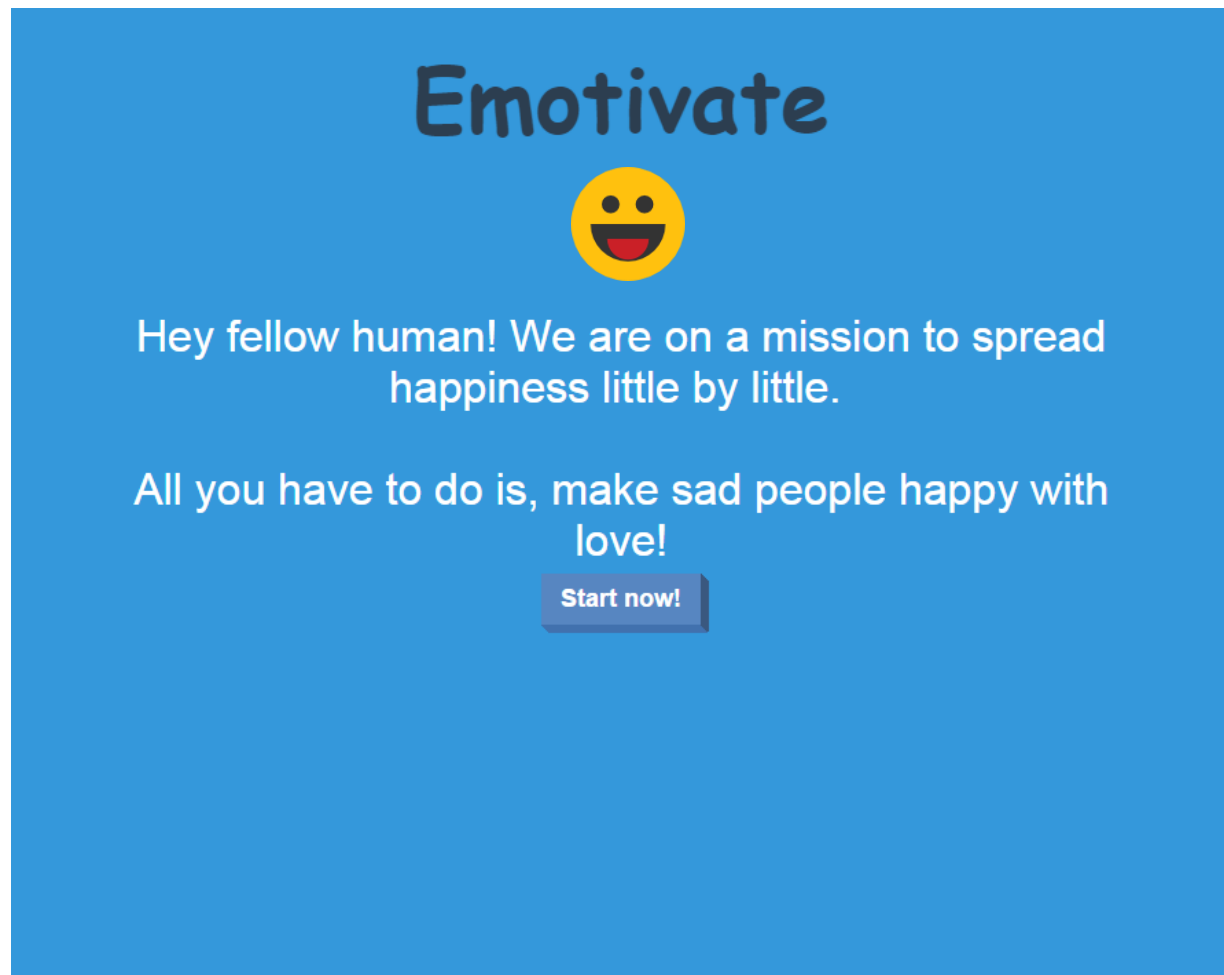 Emotivate
Hey fellow human! We are on a mission to spread
happiness little by little.
All you have to do is, make sad people happy with
love!
Start now!